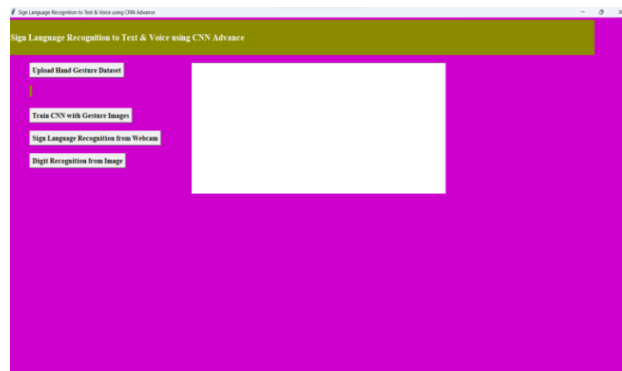 Sign Language Recognition to Text & Voice using CNN Advance
Sign Language Recognition to Text & Voice using CNN Advance
Upload Hand Gesture Dataset
Train CNN with Gesture Images
Sign Language Recognition from Webcam
Digit Recognition from Image